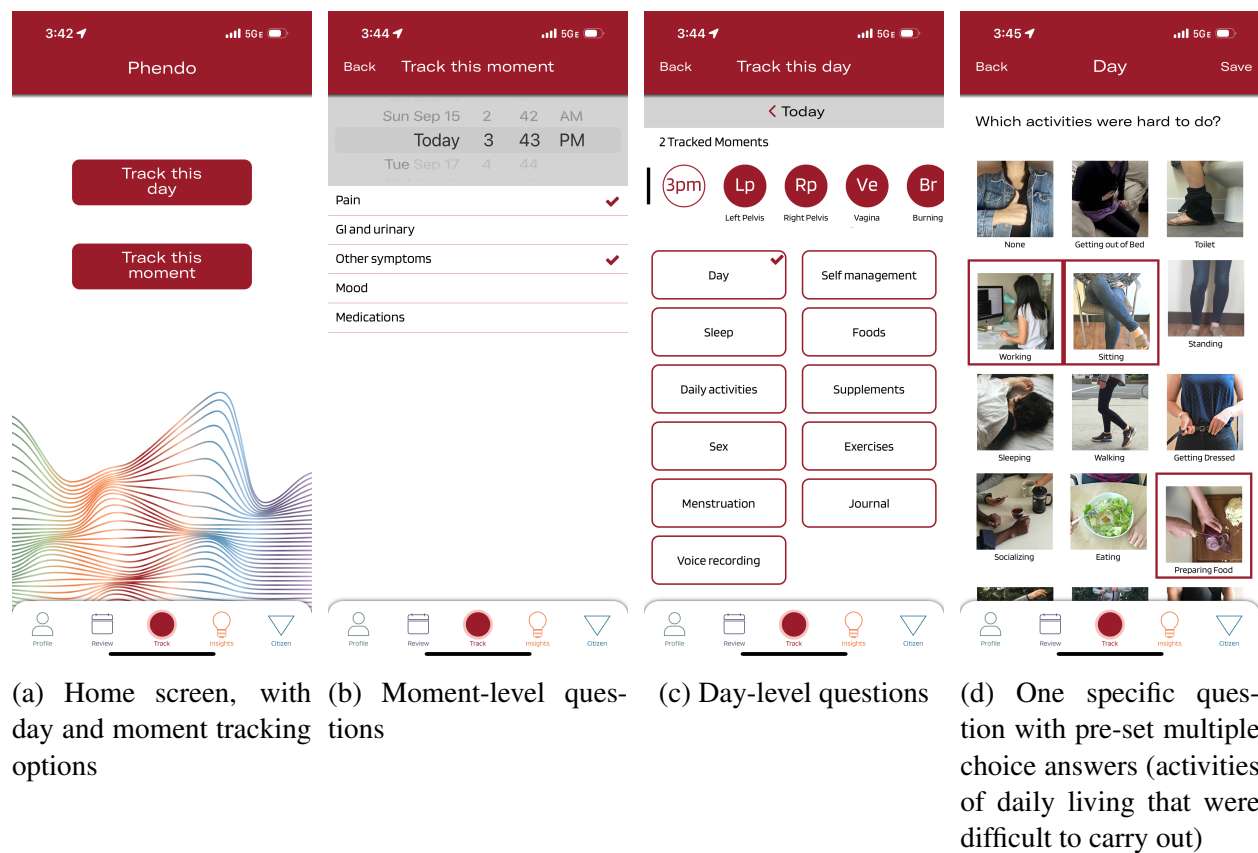 3:42
5GE
Phendo
Track this
day
Track this
moment
Profile
Review
Track
Insights
Citizen
(a) Home screen, with
day and moment tracking
options
3:44
5GE
Back Track this moment
Sun Sep 15 2 42 AM
Today 3 43 PM
Tue Sep 17 4 44
Pain
GI and urinary
Other symptoms
Mood
Medications
Profile
Review
Track
Insights
Citizen
(b) Moment-level ques-
tions
3:44
5GE
Back Track this day
Today
2 Tracked Moments
3pm Lp Rp Ve Br
Left Pelvis Right Pelvis Vagina Burning
Day Self management
Sleep Foods
Daily activities Supplements
Sex Exercises
Menstruation Journal
Voice recording
Profile
Review
Track
Insights
Citizen
(c) Day-level questions
3:45
5GE
Back Day Save
Which activities were hard to do?
None Getting out of Bed Toilet
Working Sitting Standing
Sleeping Walking Getting Dressed
Socializing Eating Preparing Food
Profile
Review
Track
Insights
Citizen
(d) One specific ques-
tion with pre-set multiple
choice answers (activities
of daily living that were
difficult to carry out)